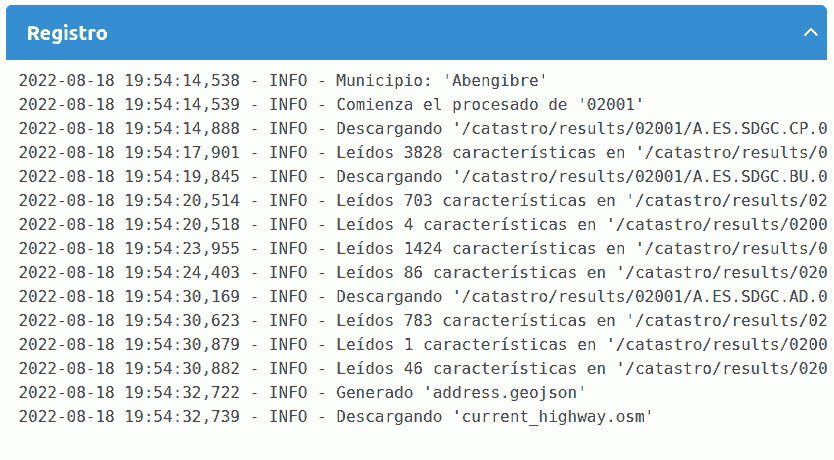 Registro
2022-08-18 19:54:14,538 - INFO - Municipio: 'Abengibre'
2022-08-18 19:54:14,539 - INFO - Comienza el procesado de '02001'
2022-08-18 19:54:14,888 - INFO - Descargando '/catastro/results/02001/A.ES.SDGC.CP.0
2022-08-18 19:54:17,901 - INFO - Leídos 3828 características en '/catastro/results/0
2022-08-18 19:54:19,845 - INFO - Descargando '/catastro/results/02001/A.ES.SDGC.BU.0
2022-08-18 19:54:20,514 - INFO - Leídos 703 características en '/catastro/results/02
2022-08-18 19:54:20,518 - INFO - Leídos 4 características en '/catastro/results/0200
2022-08-18 19:54:23,955 - INFO - Leídos 1424 características en '/catastro/results/0
2022-08-18 19:54:24,403 - INFO - Leídos 86 características en '/catastro/results/020
2022-08-18 19:54:30,169 - INFO - Descargando '/catastro/results/02001/A.ES.SDGC.AD.0
2022-08-18 19:54:30,623 - INFO - Leídos 783 características en '/catastro/results/02
2022-08-18 19:54:30,879 - INFO - Leídos 1 características en '/catastro/results/0200
2022-08-18 19:54:30,882 - INFO - Leídos 46 características en '/catastro/results/020
2022-08-18 19:54:32,722 - INFO - Generado 'address.geojson'
2022-08-18 19:54:32,739 - INFO - Descargando 'current_highway.osm'